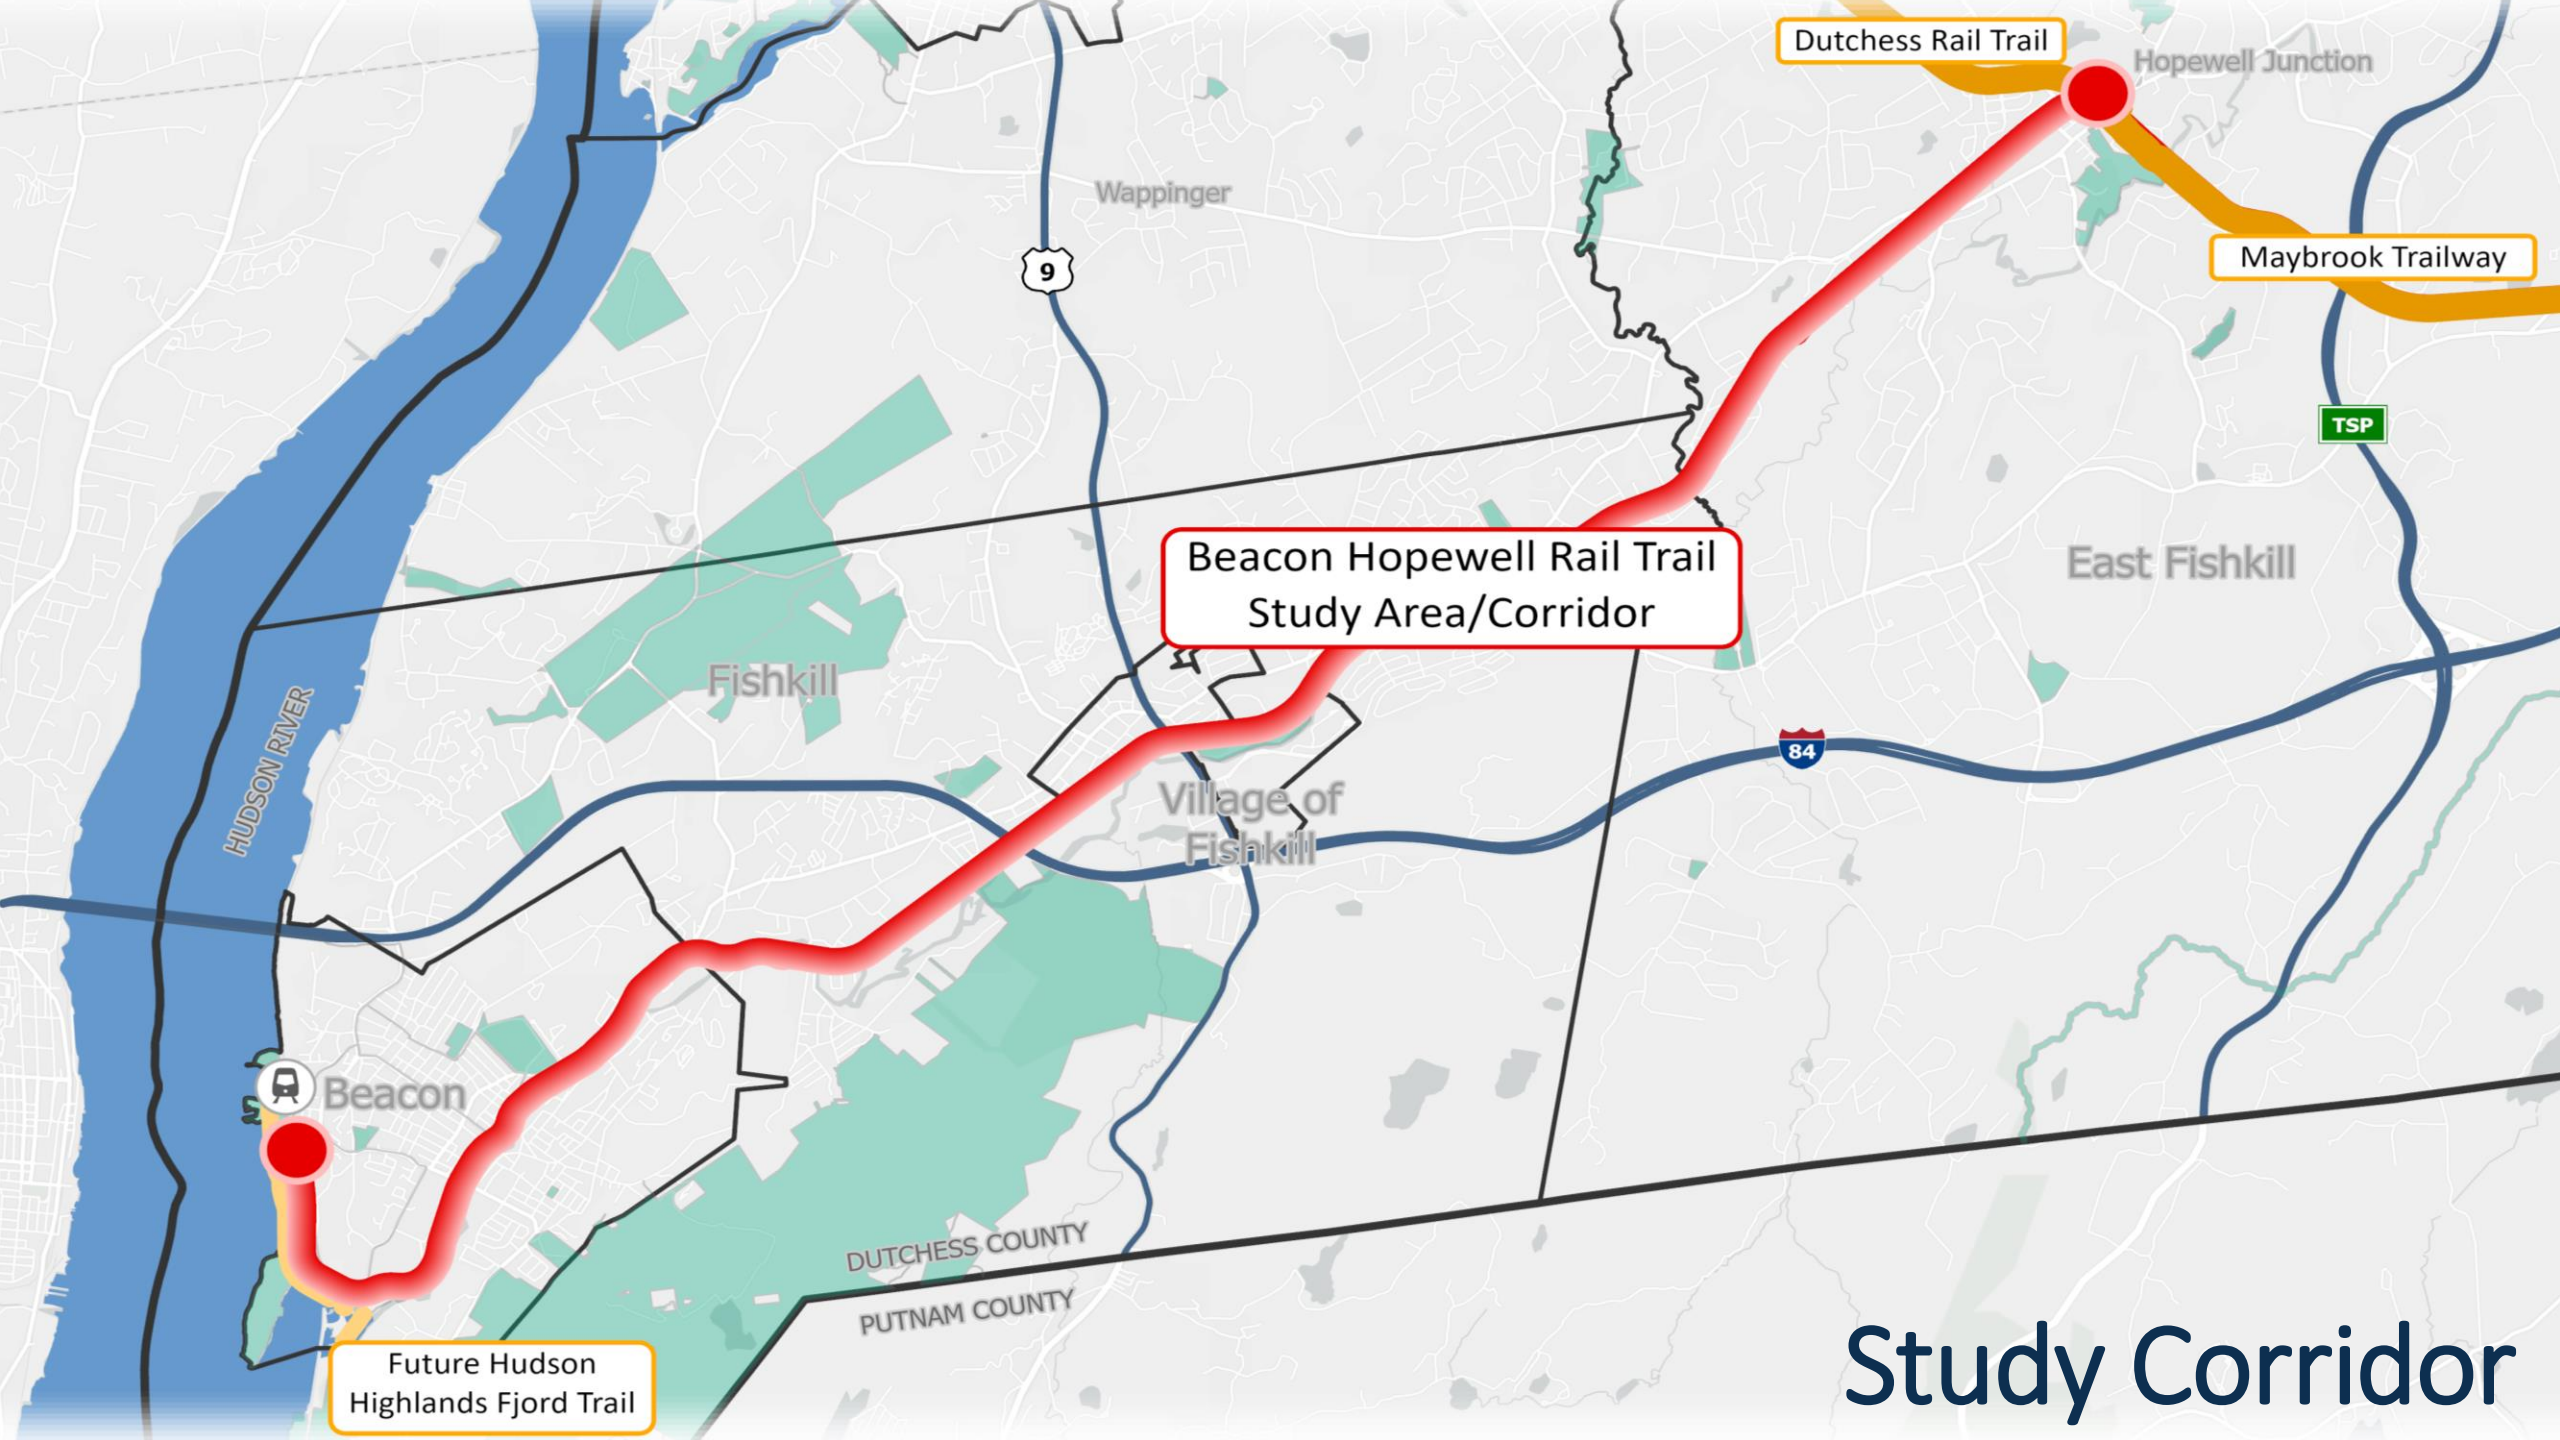 Dutchess Rail Trail
Hopewell Junction
Wappinger
Maybrook Trailway
9
TSP
Beacon Hopewell Rail Trail
Study Area/Corridor
East Fishkill
Fishkill
HUDSON RIVER
84
Village of
Fishkill
Beacon
DUTCHESS COUNTY
PUTNAM COUNTY
Future Hudson
Highlands Fjord Trail
Study Corridor